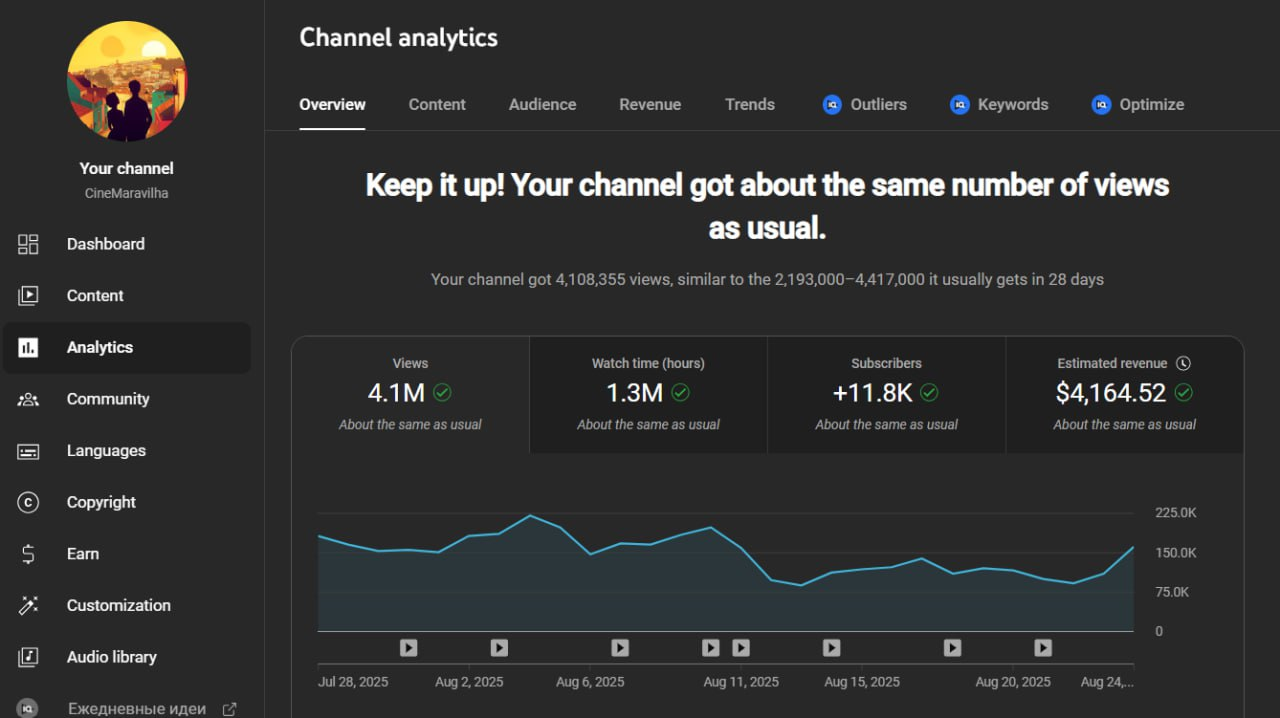 Channel analytics
Overview
Content
Audience
Revenue
Trends
Outliers
Keywords
Optimize
Your channel
CineMaravilha
Dashboard
Content
Analytics
Community
Languages
Copyright
Earn
Customization
Audio library
Ежедневные идеи
Keep it up! Your channel got about the same number of views
as usual.
Your channel got 4,108,355 views, similar to the 2,193,000–4,417,000 it usually gets in 28 days
Views
4.1M
About the same as usual
Watch time (hours)
1.3M
About the same as usual
Subscribers
+11.8K
About the same as usual
Estimated revenue
$4,164.52
About the same as usual
225.0K
150.0K
75.0K
0
Jul 28, 2025
Aug 2, 2025
Aug 6, 2025
Aug 11, 2025
Aug 15, 2025
Aug 20, 2025
Aug 24,...